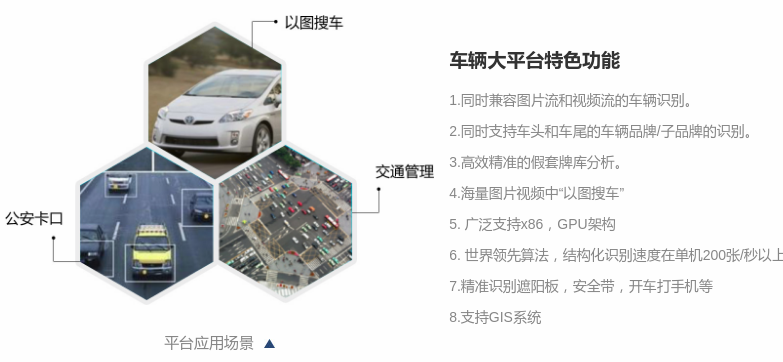 以图搜车
交通管理
公安卡口
平台应用场景
车辆大平台特色功能
1.同时兼容图片流和视频流的车辆识别。
2.同时支持车头和车尾的车辆品牌/子品牌的识别。
3.高效精准的假套牌库分析。
4.海量图片视频中“以图搜车”
5. 广泛支持x86，GPU架构
6. 世界领先算法，结构化识别速度在单机200张/秒以上
7.精准识别遮阳板，安全带，开车打手机等
8.支持GIS系统